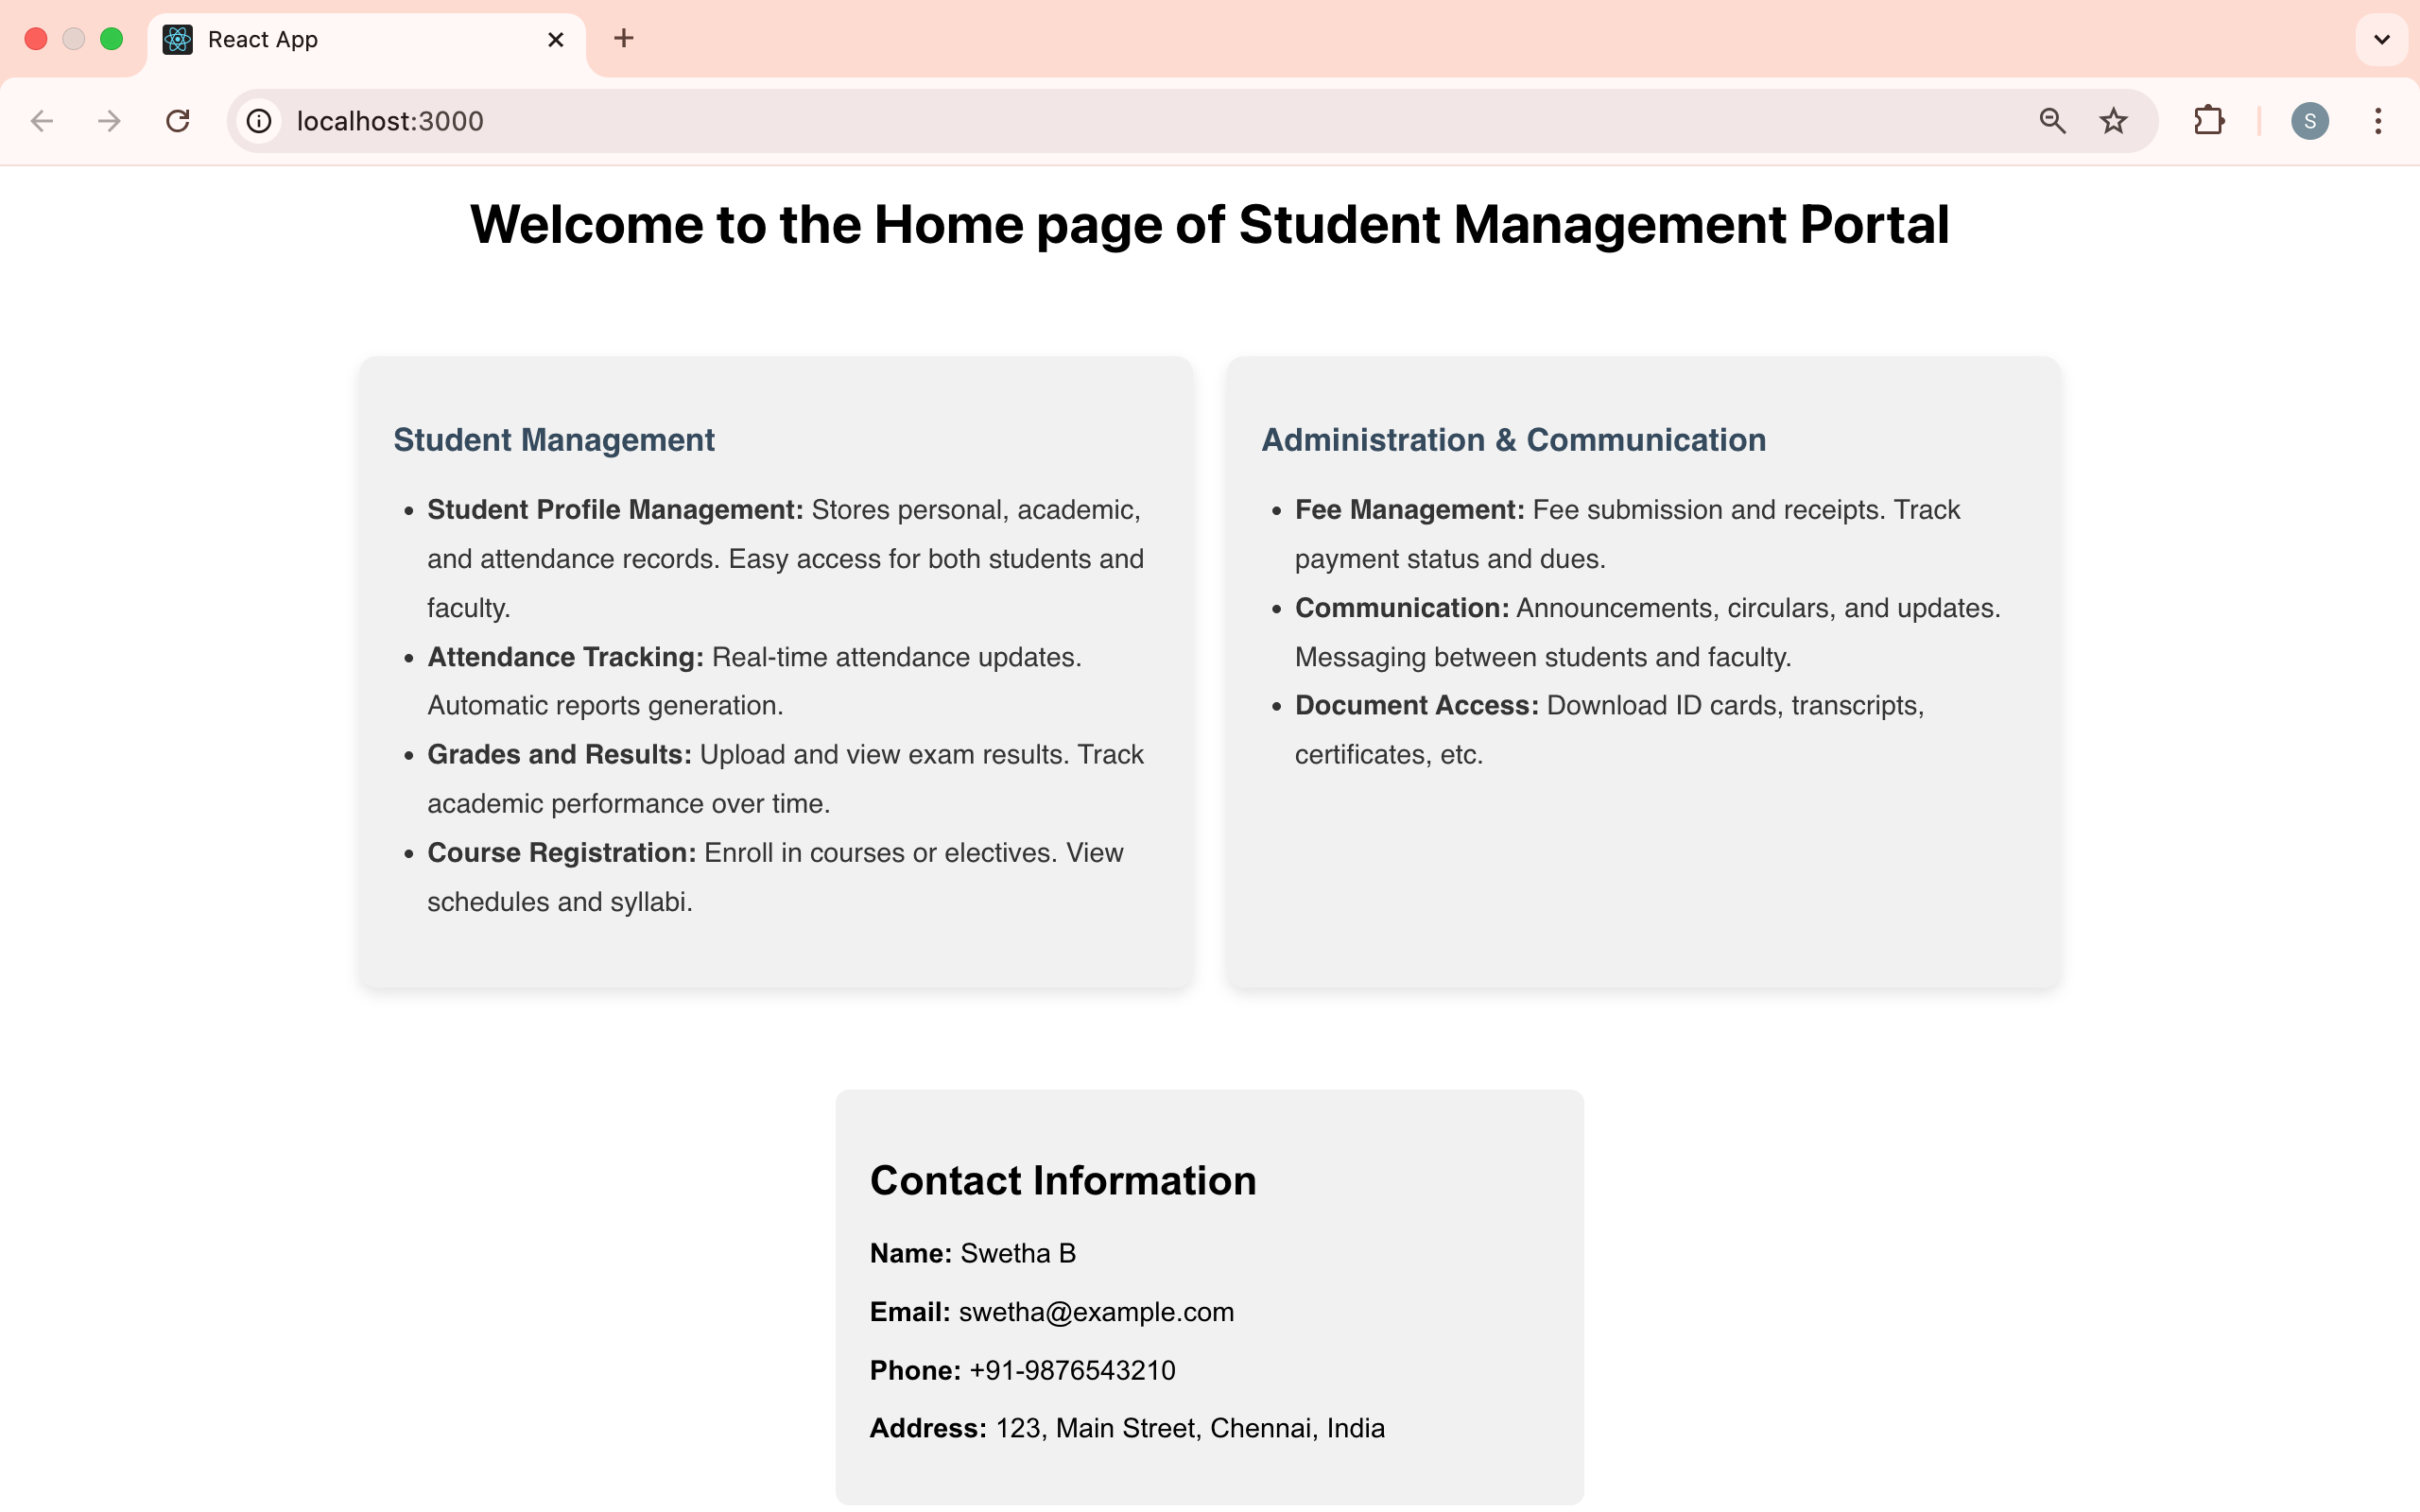 React App
localhost:3000
S
Welcome to the Home page of Student Management Portal
Student Management
• Student Profile Management: Stores personal, academic,
and attendance records. Easy access for both students and
faculty.
• Attendance Tracking: Real-time attendance updates.
Automatic reports generation.
• Grades and Results: Upload and view exam results. Track
academic performance over time.
• Course Registration: Enroll in courses or electives. View
schedules and syllabi.
Administration & Communication
• Fee Management: Fee submission and receipts. Track
payment status and dues.
• Communication: Announcements, circulars, and updates.
Messaging between students and faculty.
• Document Access: Download ID cards, transcripts,
certificates, etc.
Contact Information
Name: Swetha B
Email: swetha@example.com
Phone: +91-9876543210
Address: 123, Main Street, Chennai, India